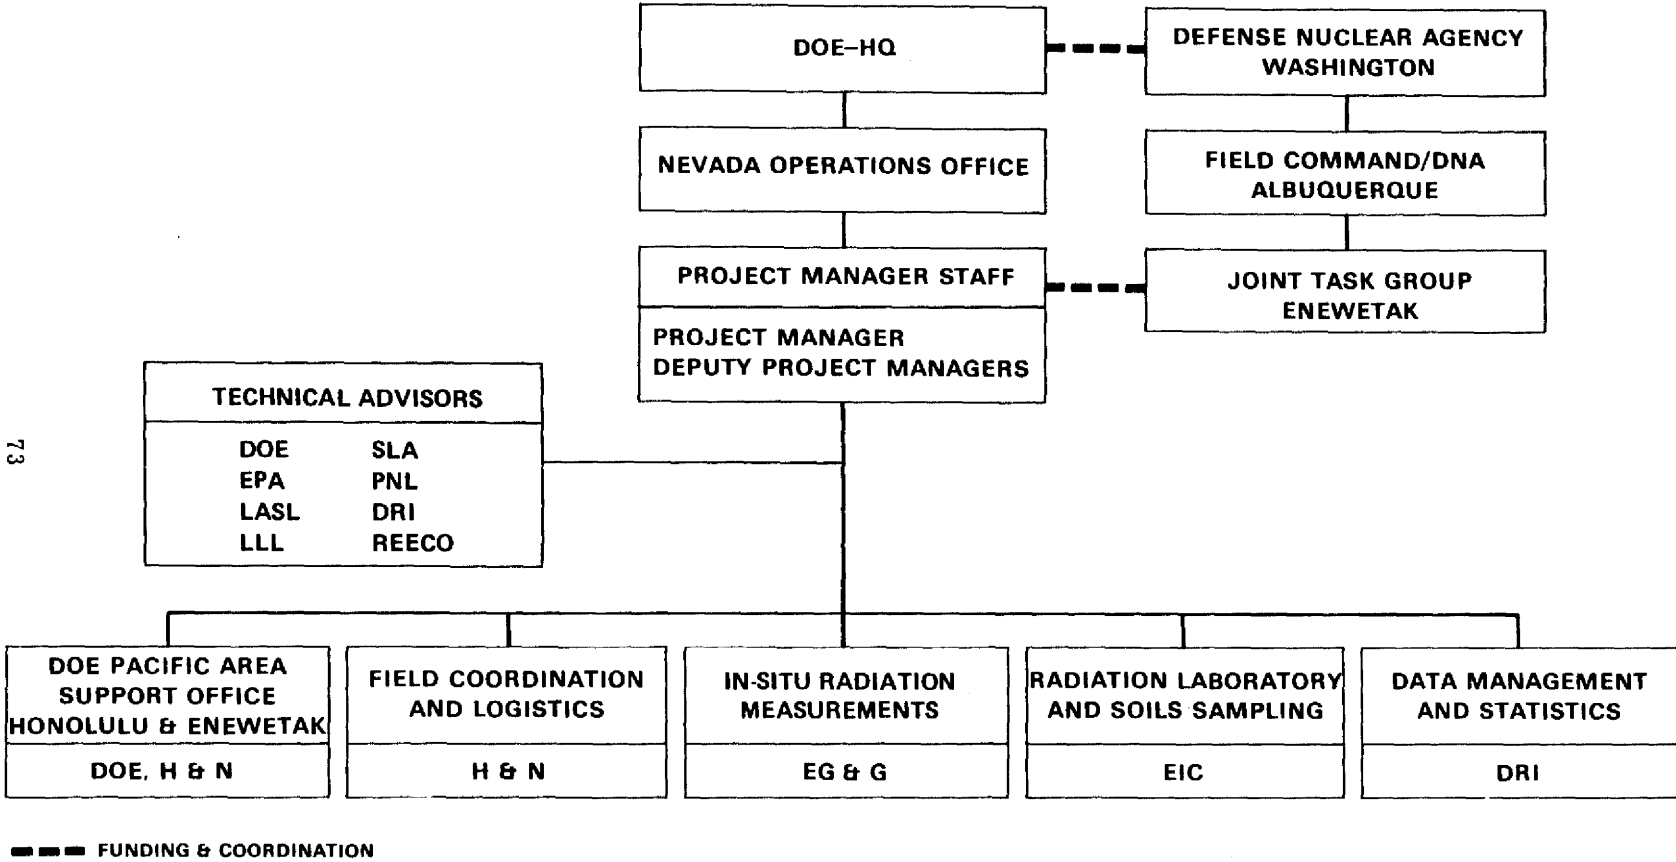 DOE–HQ
DEFENSE NUCLEAR AGENCY
WASHINGTON
NEVADA OPERATIONS OFFICE
FIELD COMMAND/DNA
ALBUQUERQUE
PROJECT MANAGER STAFF
PROJECT MANAGER
DEPUTY PROJECT MANAGERS
JOINT TASK GROUP
ENEWETAK
TECHNICAL ADVISORS
DOE SLA
EPA PNL
LASL DRI
LLL REECO
73
DOE PACIFIC AREA
SUPPORT OFFICE
HONOLULU & ENEWETAK
DOE, H & N
FIELD COORDINATION
AND LOGISTICS
H & N
IN-SITU RADIATION
MEASUREMENTS
EG & G
RADIATION LABORATORY
AND SOILS SAMPLING
EIC
DATA MANAGEMENT
AND STATISTICS
DRI
FUNDING & COORDINATION